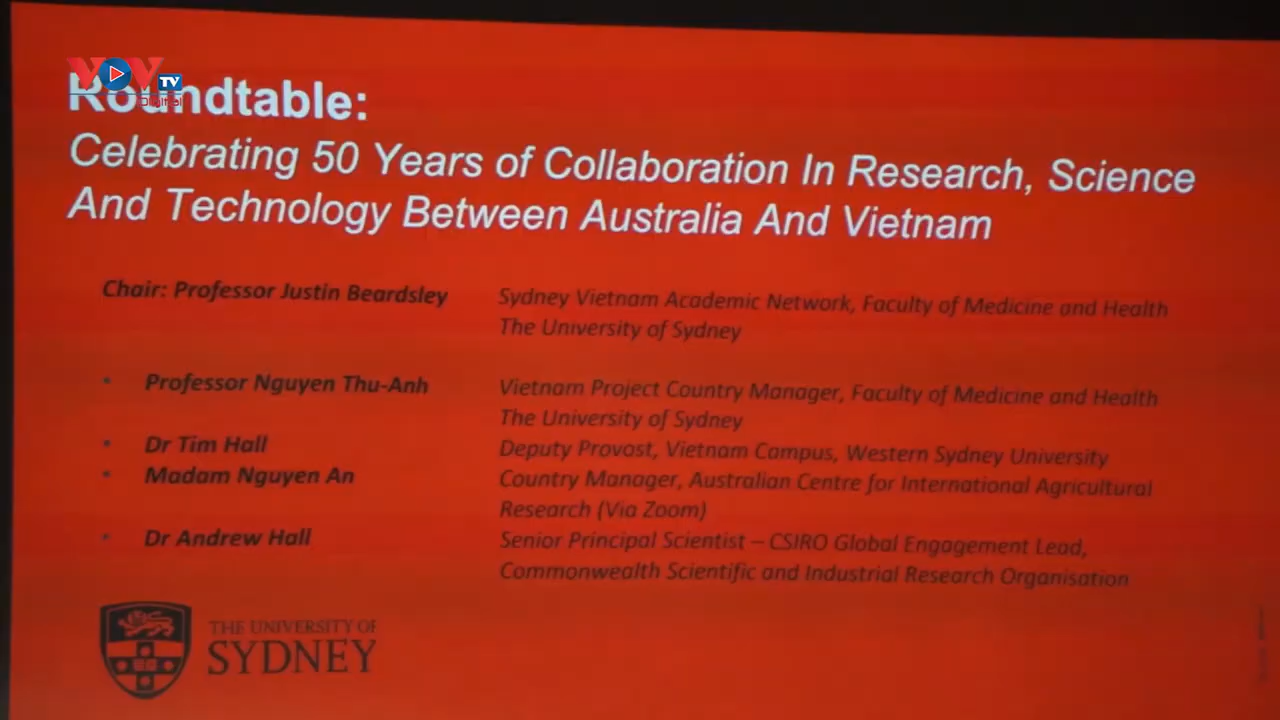 VOV TV
Digital
Roundtable:
Celebrating 50 Years of Collaboration In Research, Science
And Technology Between Australia And Vietnam
Chair: Professor Justin Beardsley
Sydney Vietnam Academic Network, Faculty of Medicine and Health
The University of Sydney
• Professor Nguyen Thu-Anh
Vietnam Project Country Manager, Faculty of Medicine and Health
The University of Sydney
• Dr Tim Hall
Deputy Provost, Vietnam Campus, Western Sydney University
• Madam Nguyen An
Country Manager, Australian Centre for International Agricultural
Research (Via Zoom)
• Dr Andrew Hall
Senior Principal Scientist – CSIRO Global Engagement Lead,
Commonwealth Scientific and Industrial Research Organisation
THE UNIVERSITY OF
SYDNEY